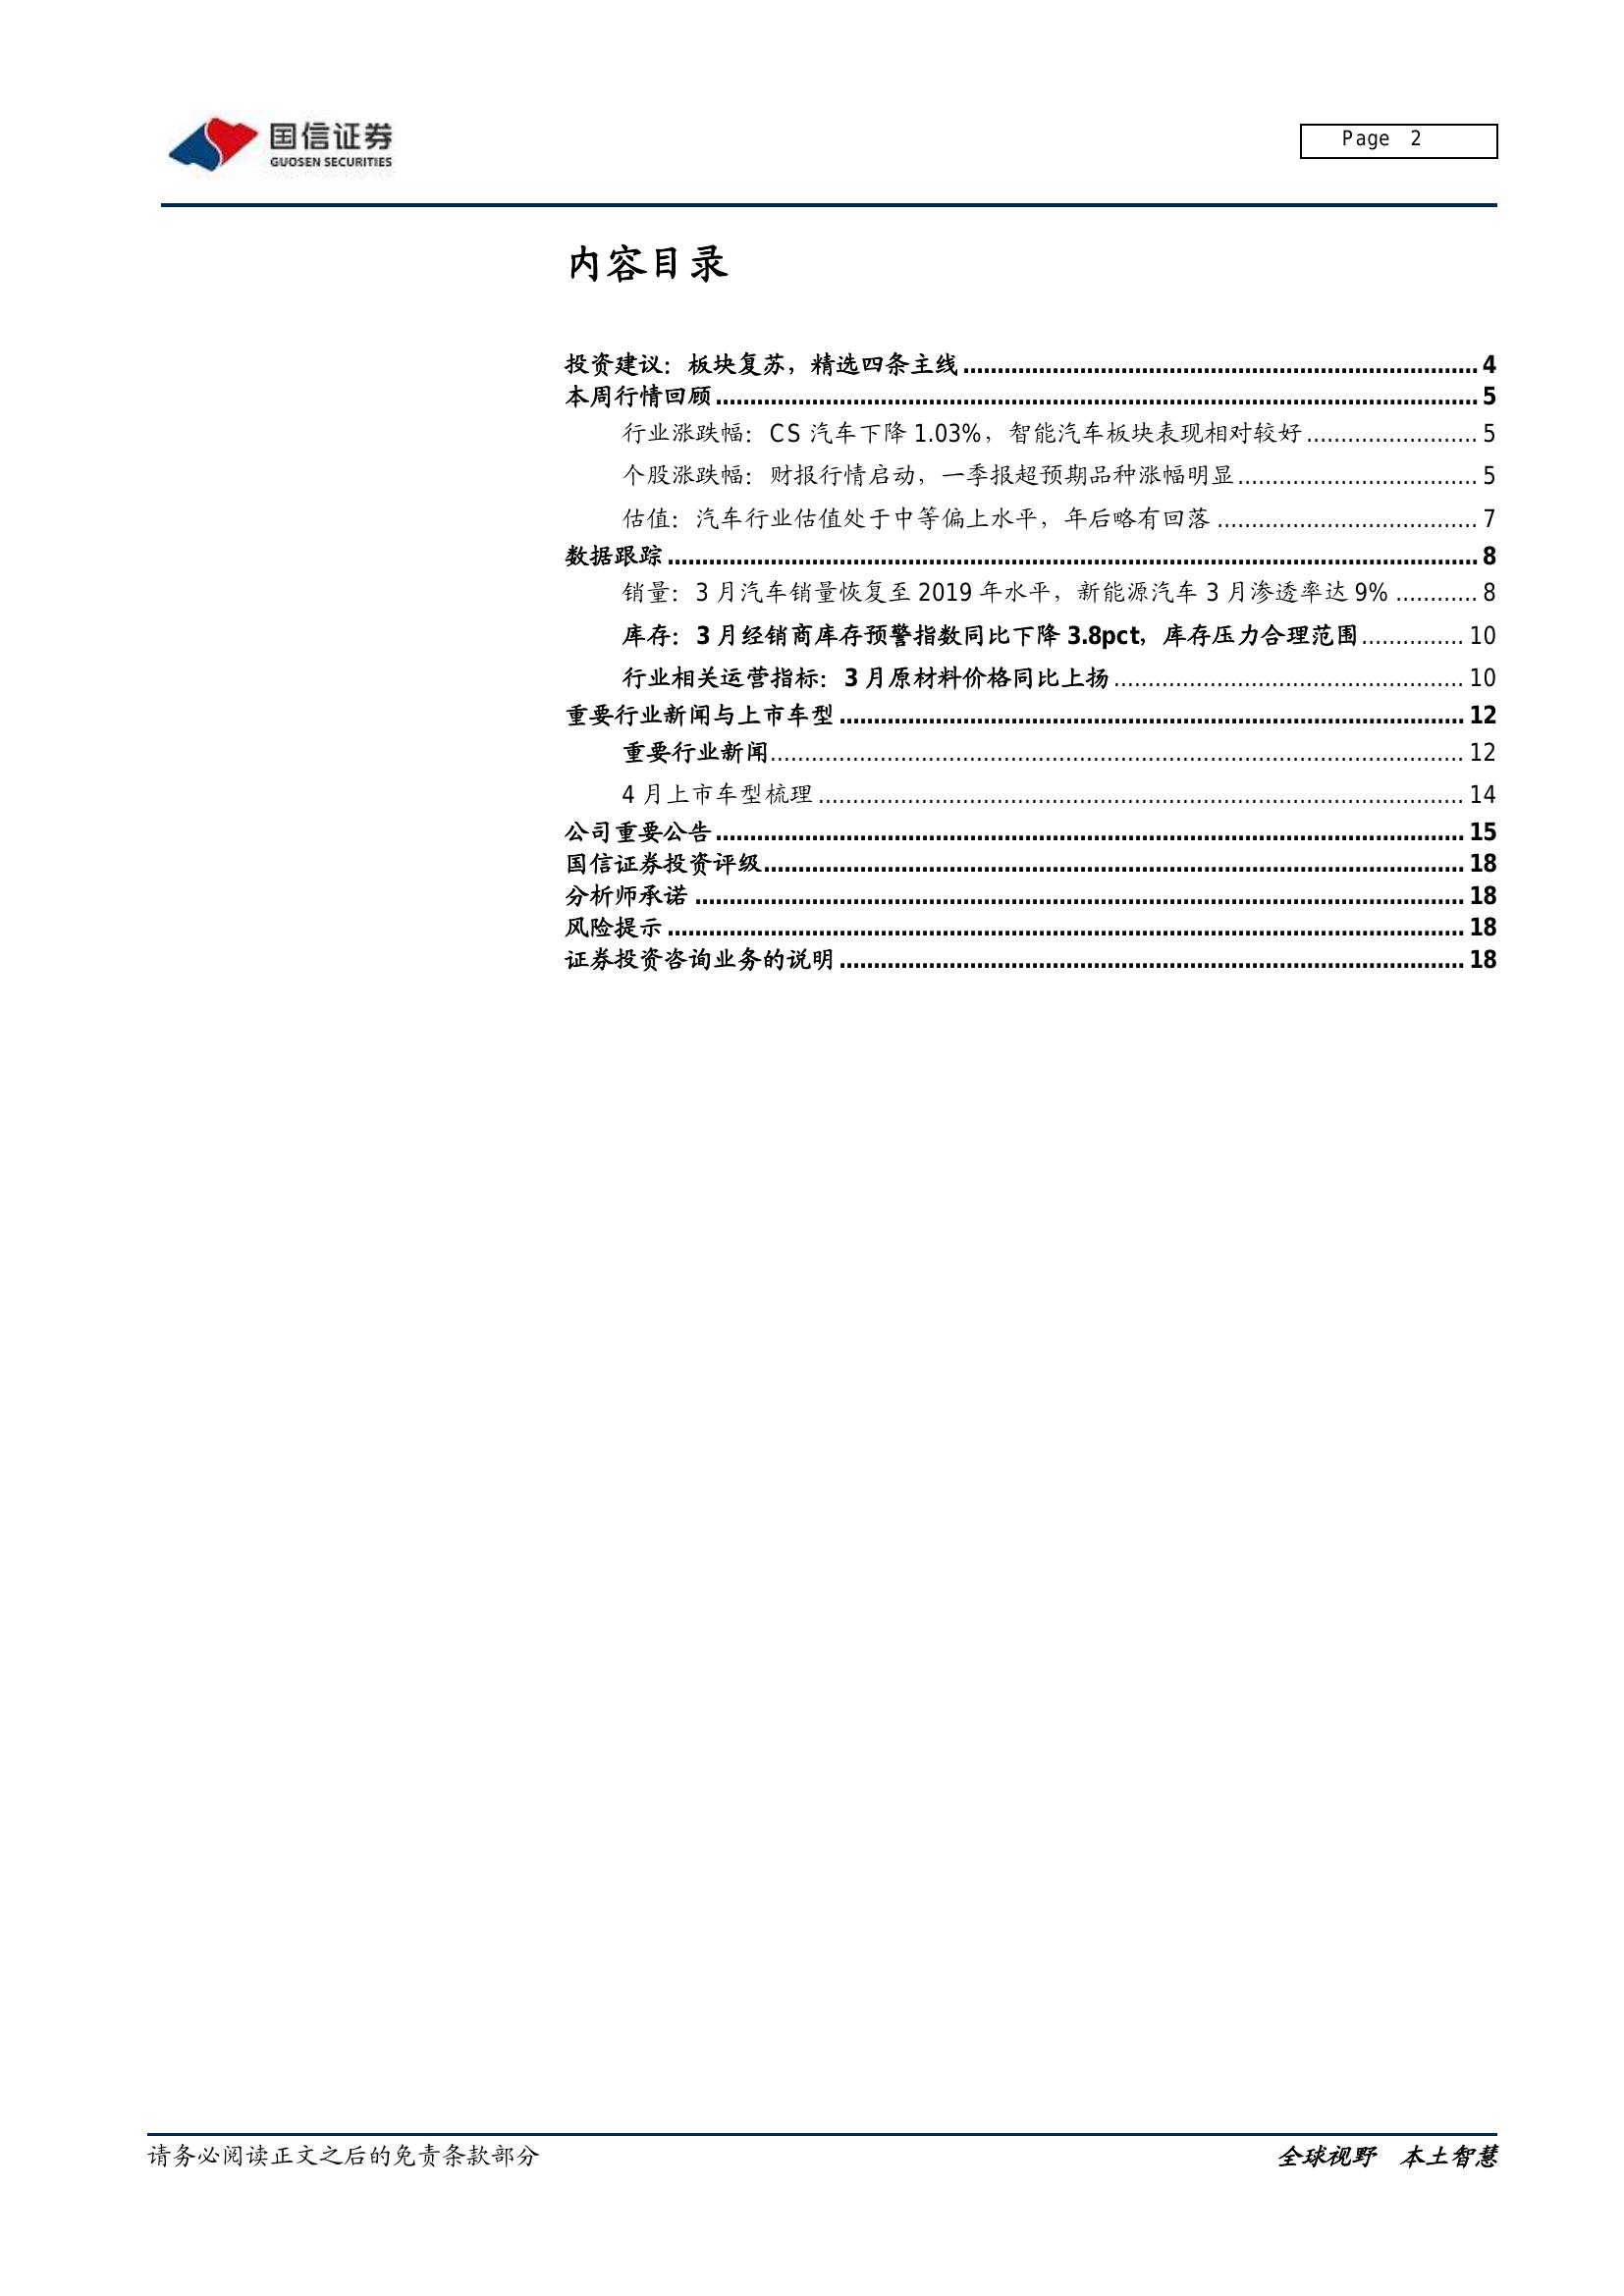 国信证券
GUOSEN SECURITIES
Page 2
内容目录
投资建议：板块复苏，精选四条主线 4
本周行情回顾 5
行业涨跌幅：CS 汽车下降 1.03%，智能汽车板块表现相对较好 5
个股涨跌幅：财报行情启动，一季报超预期品种涨幅明显 5
估值：汽车行业估值处于中等偏上水平，年后略有回落 7
数据跟踪 8
销量：3 月汽车销量恢复至 2019 年水平，新能源汽车 3 月渗透率达 9% 8
库存：3 月经销商库存预警指数同比下降 3.8pct，库存压力合理范围 10
行业相关运营指标：3 月原材料价格同比上扬 10
重要行业新闻与上市车型 12
重要行业新闻 12
4 月上市车型梳理 14
公司重要公告 15
国信证券投资评级 18
分析师承诺 18
风险提示 18
证券投资咨询业务的说明 18
请务必阅读正文之后的免责条款部分
全球视野 本土智慧